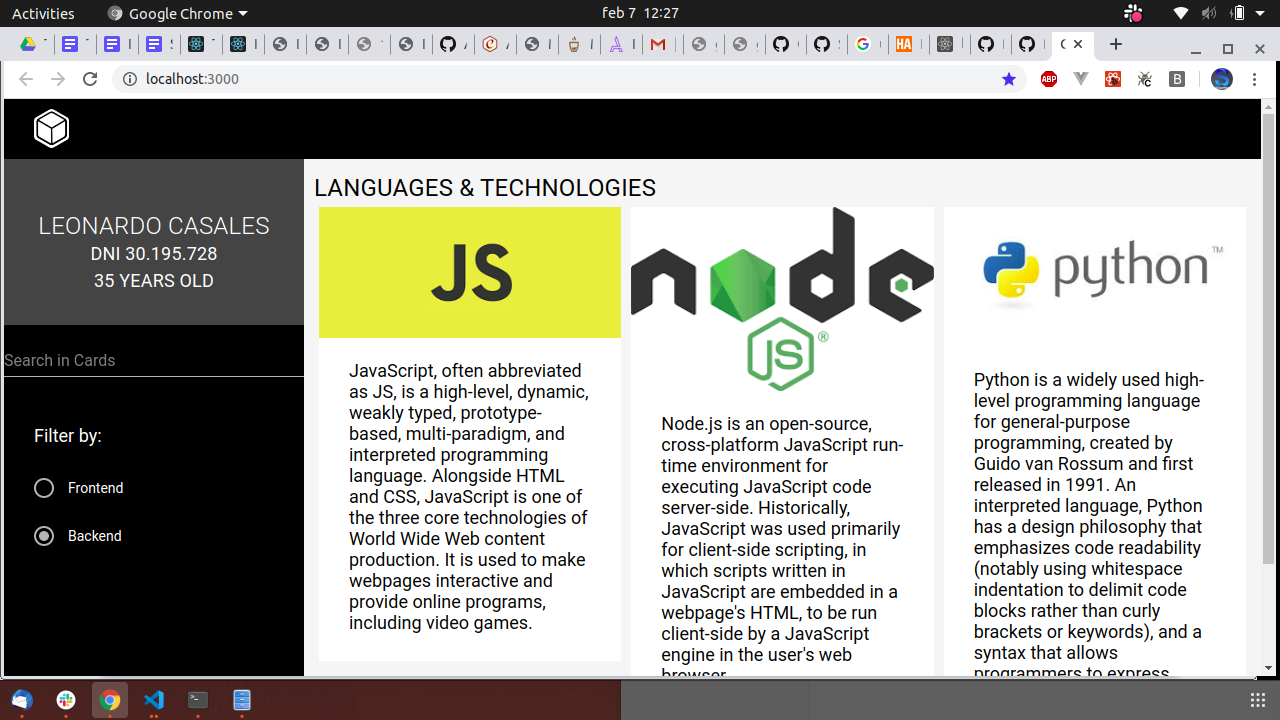 Activities
Google Chrome
feb 7 12:27
localhost:3000
ABP
LEONARDO CASALES
DNI 30.195.728
35 YEARS OLD
Search in Cards
Filter by:
Frontend
Backend
LANGUAGES & TECHNOLOGIES
JS
JavaScript, often abbreviated
as JS, is a high-level, dynamic,
weakly typed, prototype-
based, multi-paradigm, and
interpreted programming
language. Alongside HTML
and CSS, JavaScript is one of
the three core technologies of
World Wide Web content
production. It is used to make
webpages interactive and
provide online programs,
including video games.
node
JS
®
Node.js is an open-source,
cross-platform JavaScript run-
time environment for
executing JavaScript code
server-side. Historically,
JavaScript was used primarily
for client-side scripting, in
which scripts written in
JavaScript are embedded in a
webpage's HTML, to be run
client-side by a JavaScript
engine in the user's web
browser.
python™
Python is a widely used high-
level programming language
for general-purpose
programming, created by
Guido van Rossum and first
released in 1991. An
interpreted language, Python
has a design philosophy that
emphasizes code readability
(notably using whitespace
indentation to delimit code
blocks rather than curly
brackets or keywords), and a
syntax that allows
programmers to express